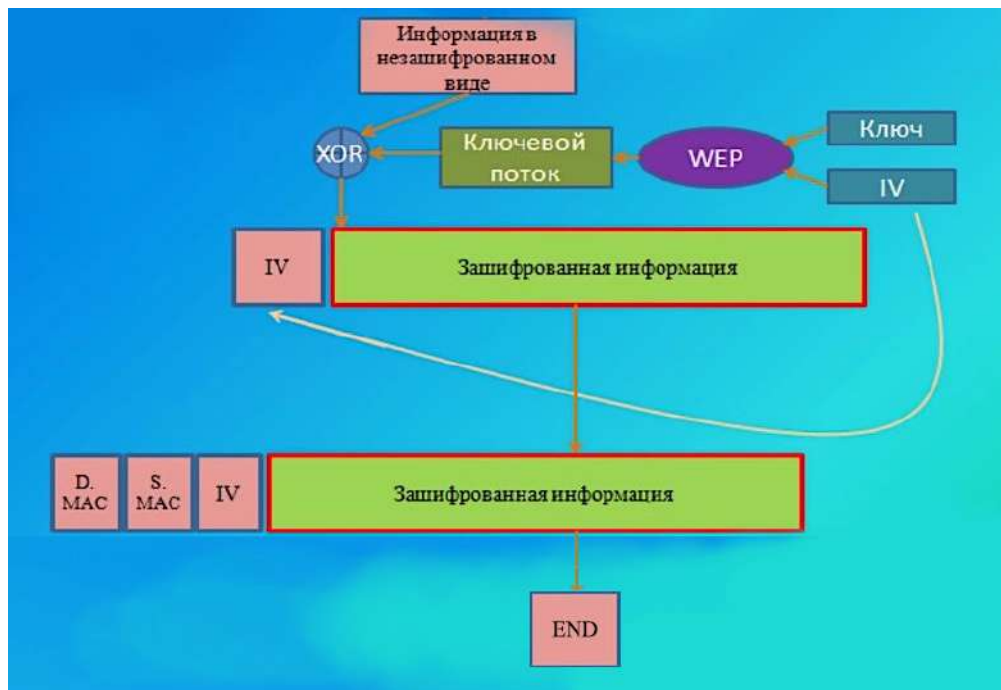 Информация в
незашифрованном
виде
XOR
Ключевой
поток
WEP
Ключ
IV
IV
Зашифрованная информация
D.
MAC
S.
MAC
IV
Зашифрованная информация
END